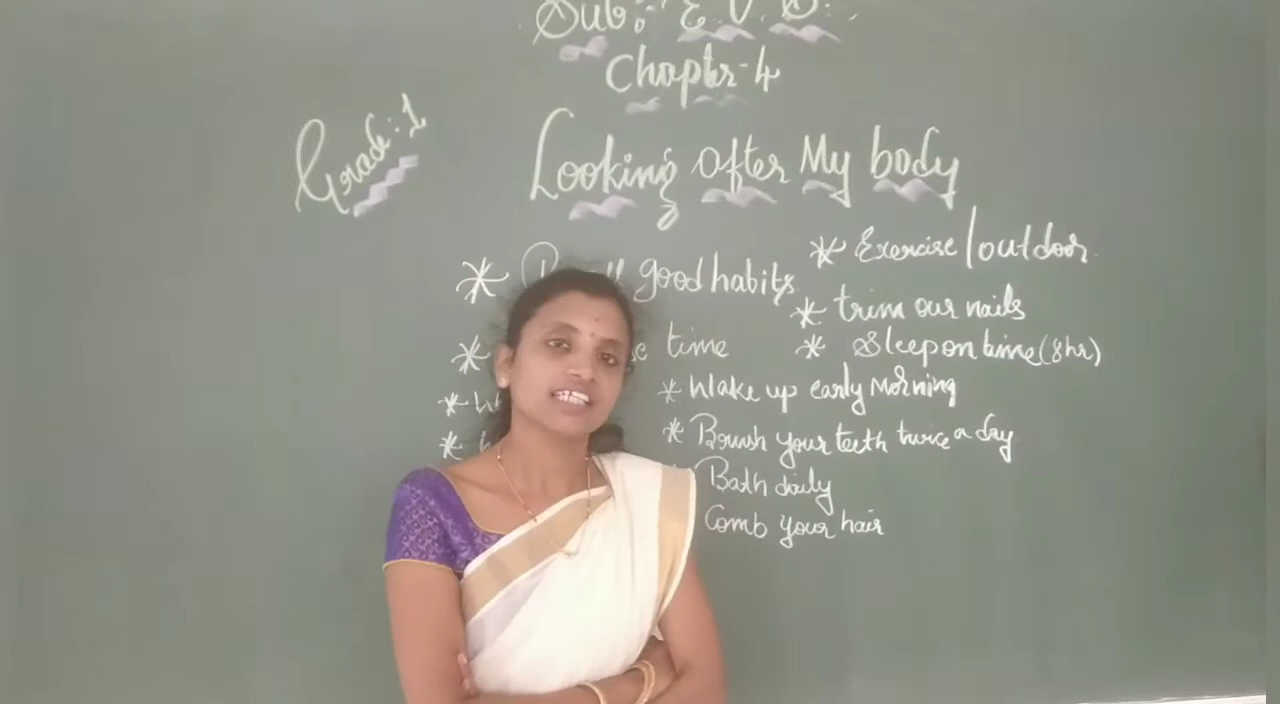 Sub:- E.V.S.
Chapter-4
Grade:1
Looking after My body
* good habits
* time
*
*
* Exercise/outdoor
* trim our nails
* Sleep on time (8hr)
* Wake up early Morning
* Brush your teeth twice a day
Bath daily
Comb your hair